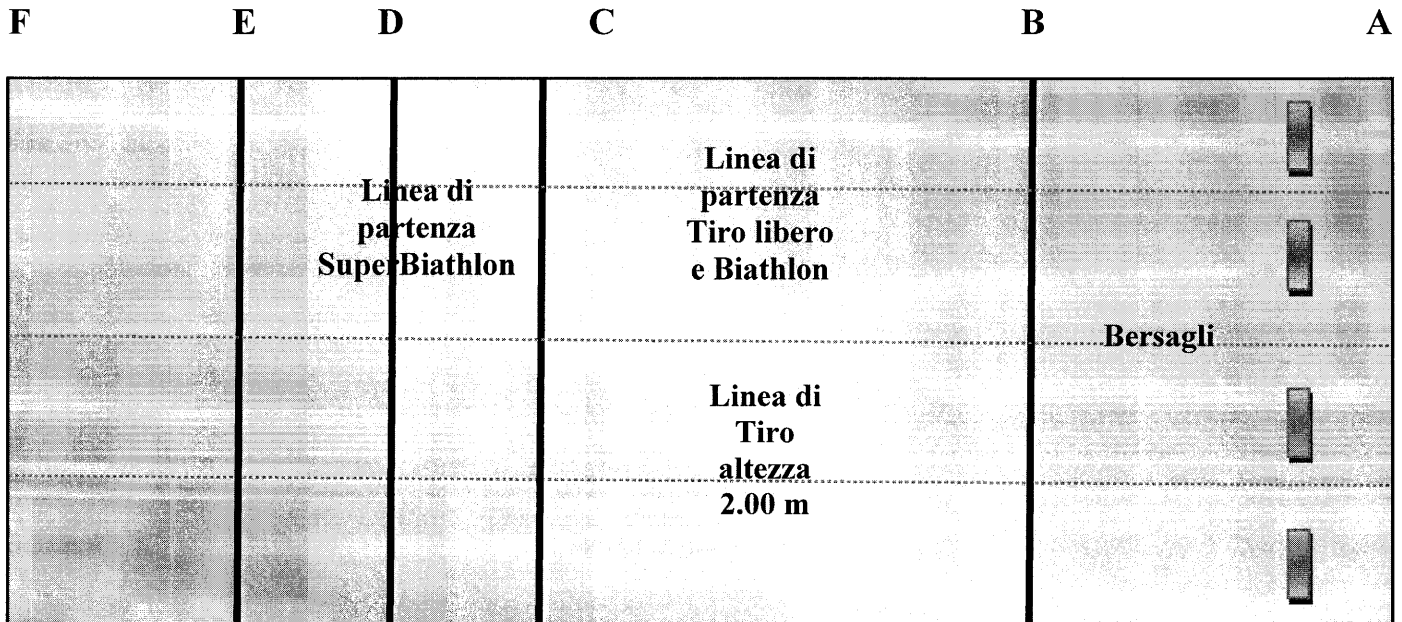 F E D C B A
Linea di
partenza
SuperBiathlon
Linea di
partenza
Tiro libero
e Biathlon
Bersagli
Linea di
Tiro
altezza
2.00 m